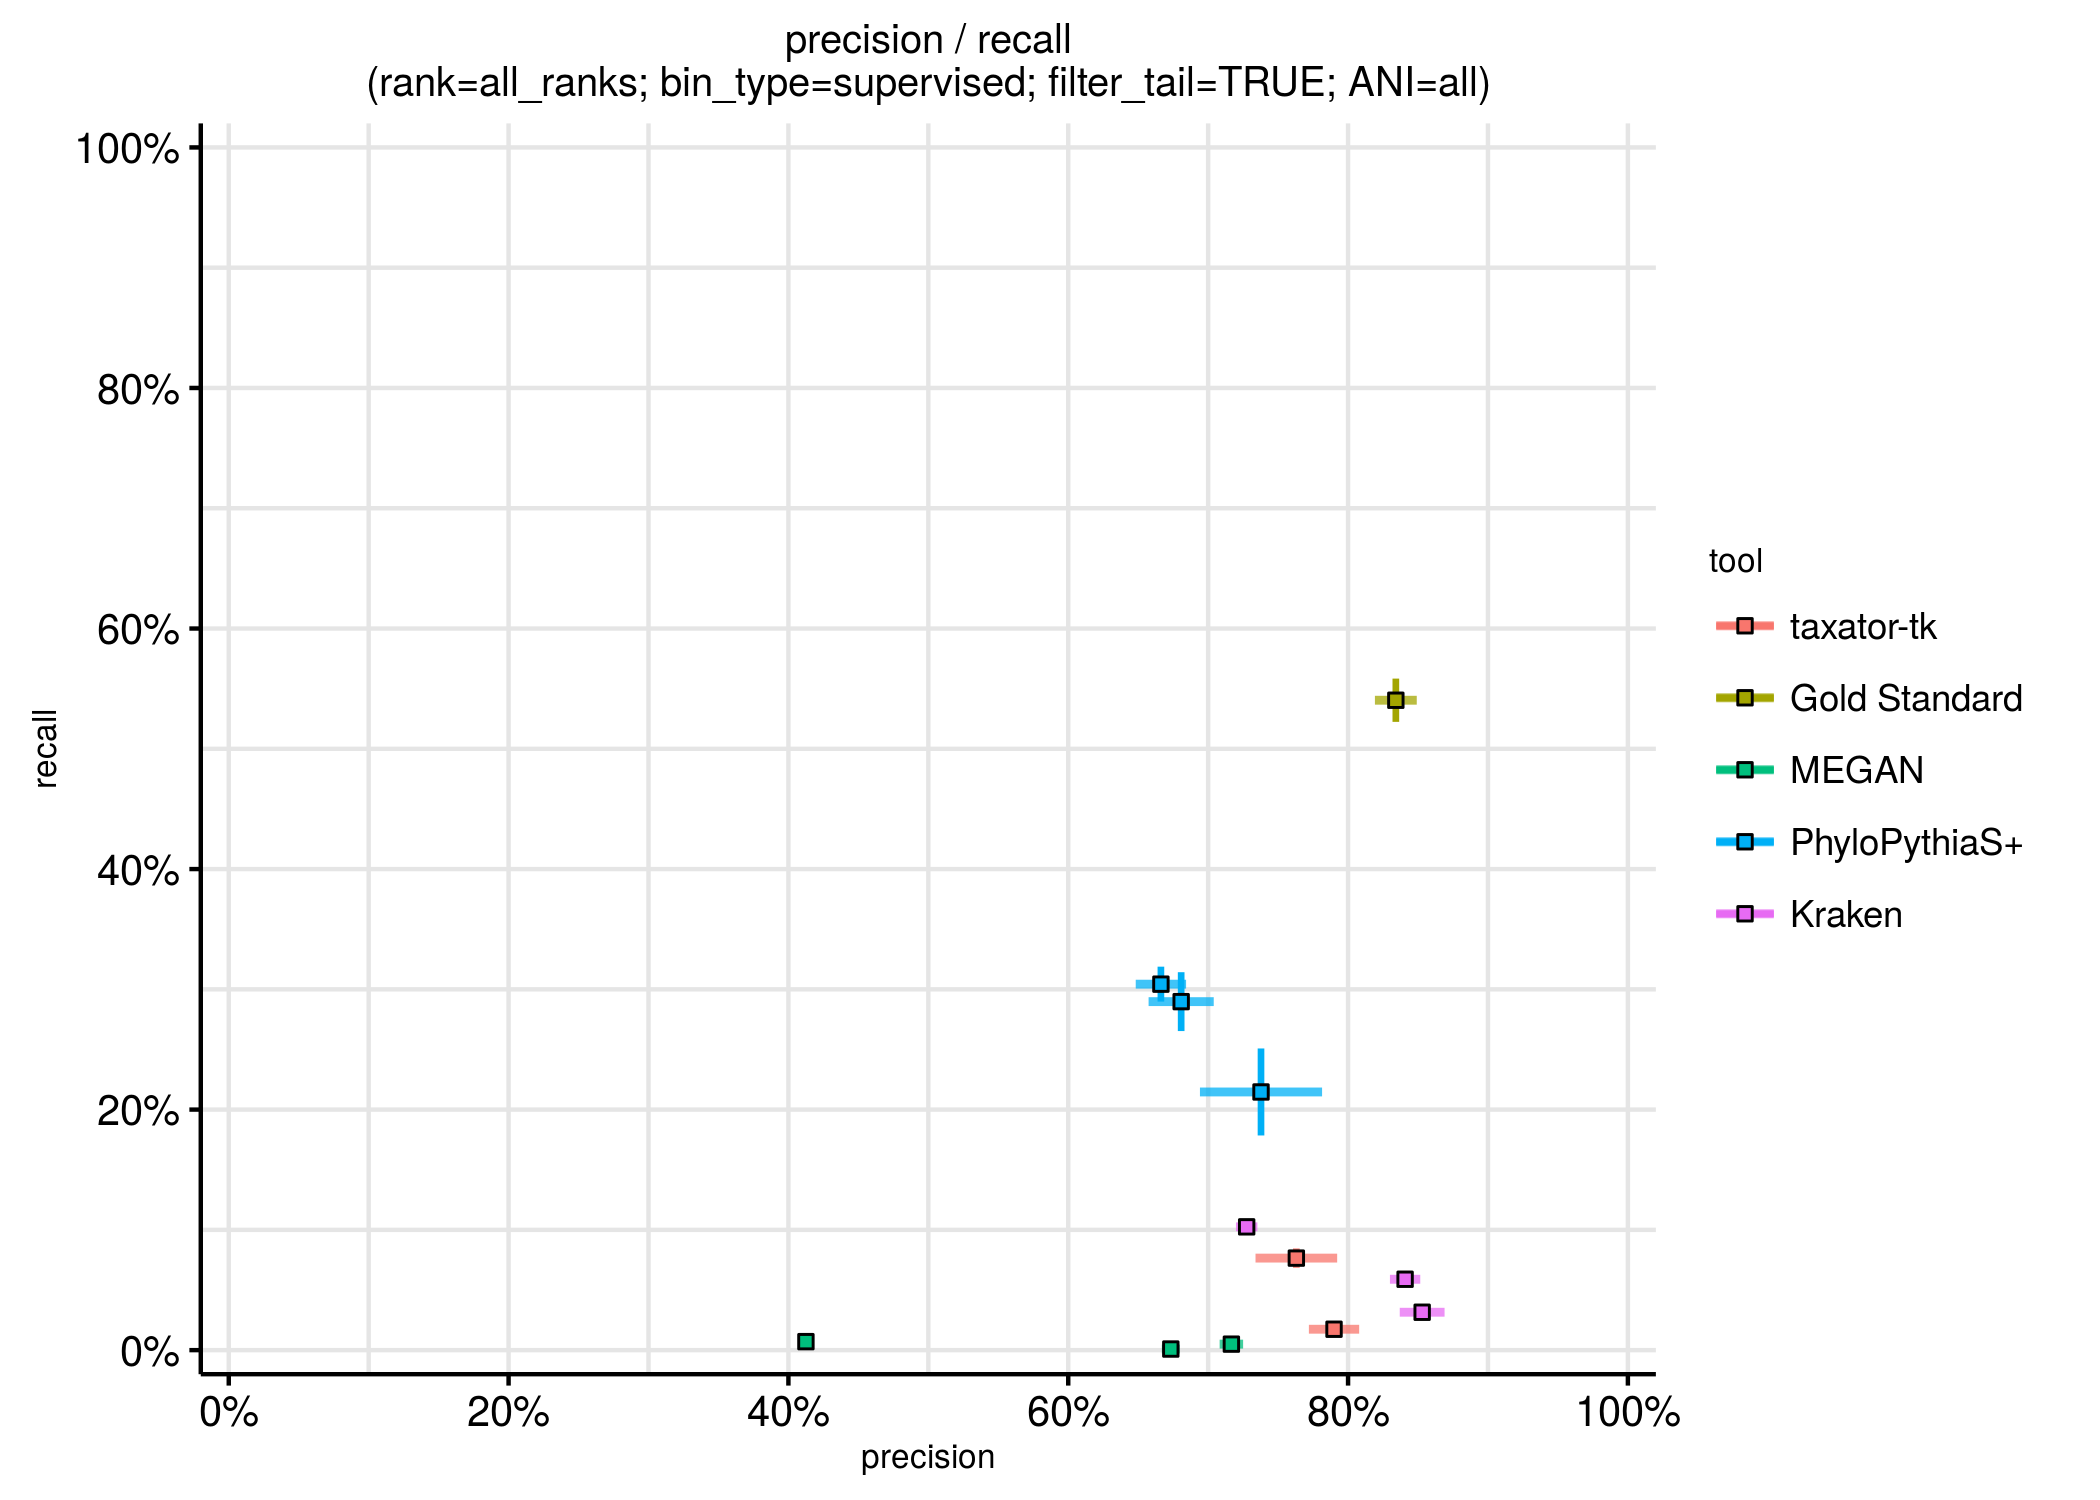 precision / recall
(rank=all_ranks; bin_type=supervised; filter_tail=TRUE; ANI=all)
100%
80%
60%
40%
20%
0%
recall
0%
20%
40%
60%
80%
100%
precision
tool
taxator-tk
Gold Standard
MEGAN
PhyloPythiaS+
Kraken